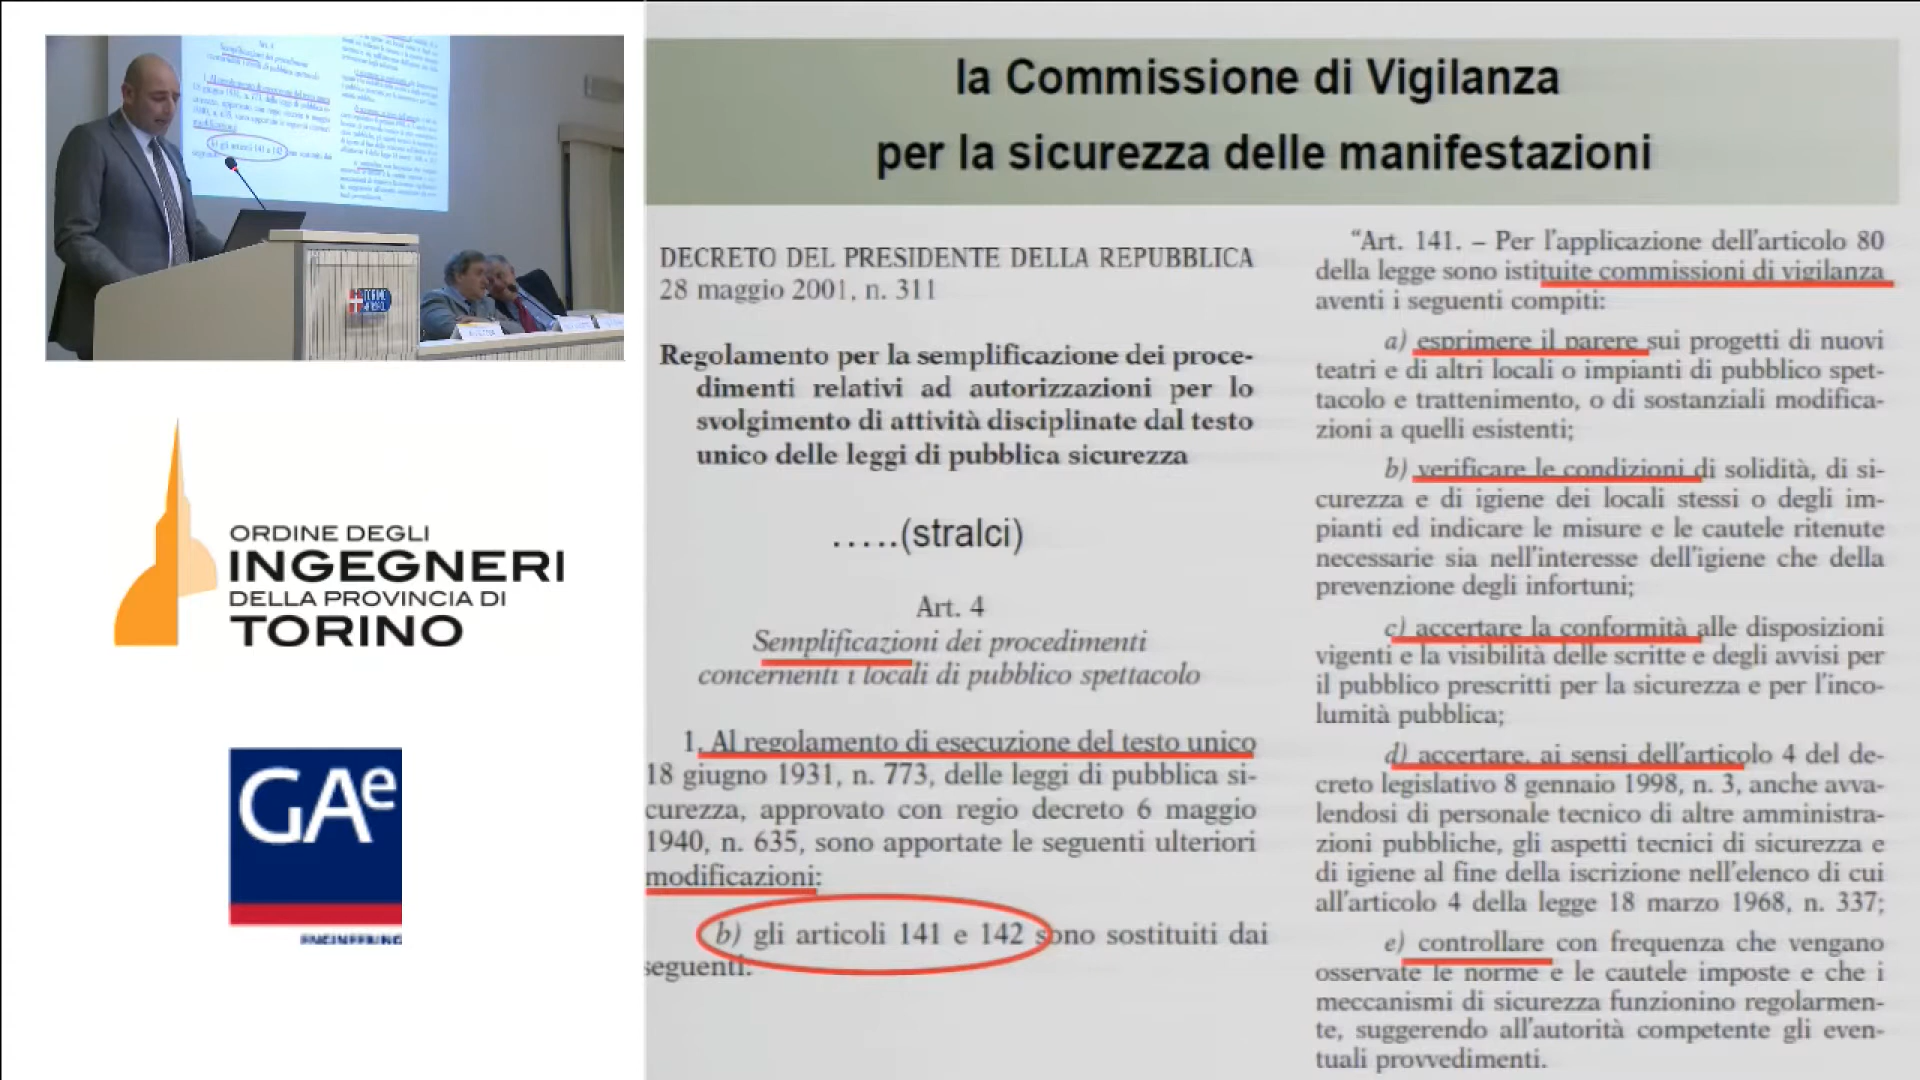 la Commissione di Vigilanza
per la sicurezza delle manifestazioni
DECRETO DEL PRESIDENTE DELLA REPUBBLICA
28 maggio 2001, n. 311
Regolamento per la semplificazione dei proce-
dimenti relativi ad autorizzazioni per lo
svolgimento di attività disciplinate dal testo
unico delle leggi di pubblica sicurezza
.....(stralci)
Art. 4
Semplificazioni dei procedimenti
concernenti i locali di pubblico spettacolo
1. Al regolamento di esecuzione del testo unico
18 giugno 1931, n. 773, delle leggi di pubblica si-
curezza, approvato con regio decreto 6 maggio
1940, n. 635, sono apportate le seguenti ulteriori
modificazioni:
b) gli articoli 141 e 142 sono sostituiti dai
seguenti:
“Art. 141. – Per l'applicazione dell'articolo 80
della legge sono istituite commissioni di vigilanza
aventi i seguenti compiti:
a) esprimere il parere sui progetti di nuovi
teatri e di altri locali o impianti di pubblico spet-
tacolo e trattenimento, o di sostanziali modifica-
zioni a quelli esistenti;
b) verificare le condizioni di solidità, di si-
curezza e di igiene dei locali stessi o degli im-
pianti ed indicare le misure e le cautele ritenute
necessarie sia nell'interesse dell'igiene che della
prevenzione degli infortuni;
c) accertare la conformità alle disposizioni
vigenti e la visibilità delle scritte e degli avvisi per
il pubblico prescritti per la sicurezza e per l'inco-
lumità pubblica;
d) accertare, ai sensi dell'articolo 4 del de-
creto legislativo 8 gennaio 1998, n. 3, anche avva-
lendosi di personale tecnico di altre amministra-
zioni pubbliche, gli aspetti tecnici di sicurezza e
di igiene al fine della iscrizione nell'elenco di cui
all'articolo 4 della legge 18 marzo 1968, n. 337;
e) controllare con frequenza che vengano
osservate le norme e le cautele imposte e che i
meccanismi di sicurezza funzionino regolarmen-
te, suggerendo all'autorità competente gli even-
tuali provvedimenti.
ORDINE DEGLI
INGEGNERI
DELLA PROVINCIA DI
TORINO
GAe
ENGINEERING